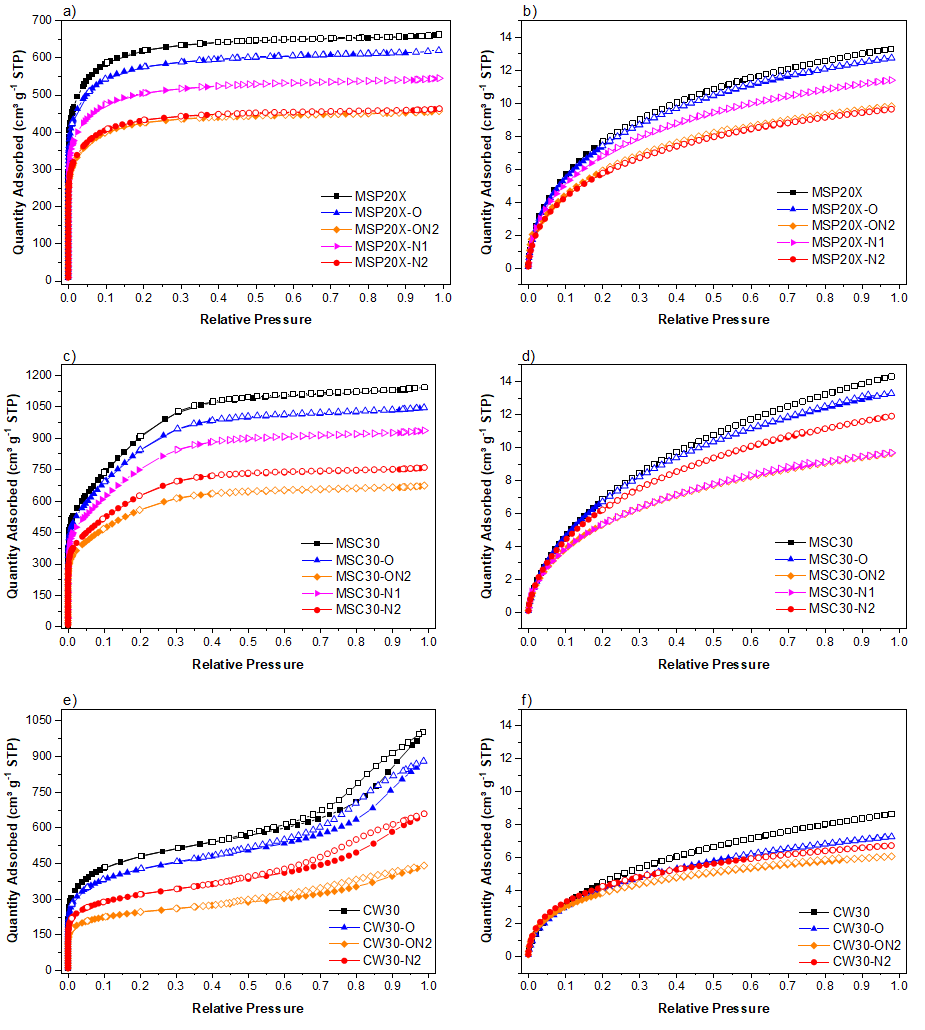 a)
700
600
500
400
300
200
100
0
Quantity Adsorbed (cm³ g⁻¹ STP)
MSP20X
MSP20X-O
MSP20X-ON2
MSP20X-N1
MSP20X-N2
0.0 0.1 0.2 0.3 0.4 0.5 0.6 0.7 0.8 0.9 1.0
Relative Pressure
b)
14
12
10
8
6
4
2
0
Quantity Adsorbed (cm³ g⁻¹ STP)
MSP20X
MSP20X-O
MSP20X-ON2
MSP20X-N1
MSP20X-N2
0.0 0.1 0.2 0.3 0.4 0.5 0.6 0.7 0.8 0.9 1.0
Relative Pressure
c)
1200
1050
900
750
600
450
300
150
0
Quantity Adsorbed (cm³ g⁻¹ STP)
MSC30
MSC30-O
MSC30-ON2
MSC30-N1
MSC30-N2
0.0 0.1 0.2 0.3 0.4 0.5 0.6 0.7 0.8 0.9 1.0
Relative Pressure
d)
14
12
10
8
6
4
2
0
Quantity Adsorbed (cm³ g⁻¹ STP)
MSC30
MSC30-O
MSC30-ON2
MSC30-N1
MSC30-N2
0.0 0.1 0.2 0.3 0.4 0.5 0.6 0.7 0.8 0.9 1.0
Relative Pressure
e)
1050
900
750
600
450
300
150
0
Quantity Adsorbed (cm³ g⁻¹ STP)
CW30
CW30-O
CW30-ON2
CW30-N2
0.0 0.1 0.2 0.3 0.4 0.5 0.6 0.7 0.8 0.9 1.0
Relative Pressure
f)
14
12
10
8
6
4
2
0
Quantity Adsorbed (cm³ g⁻¹ STP)
CW30
CW30-O
CW30-ON2
CW30-N2
0.0 0.1 0.2 0.3 0.4 0.5 0.6 0.7 0.8 0.9 1.0
Relative Pressure